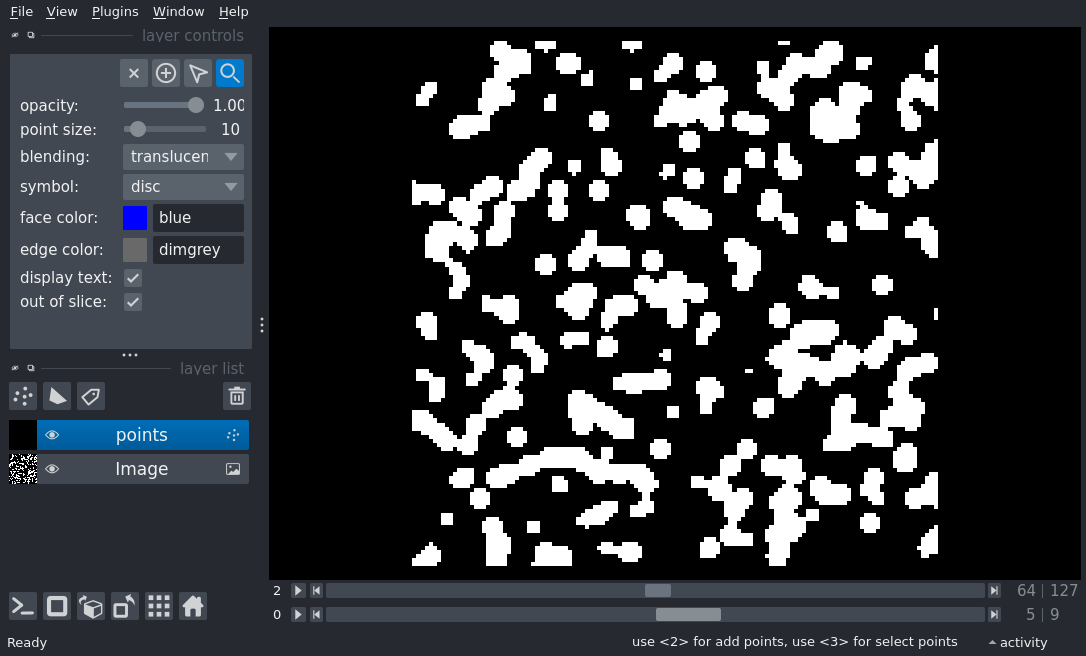 File View Plugins Window Help
layer controls
opacity: 1.00
point size: 10
blending: translucen
symbol: disc
face color: blue
edge color: dimgrey
display text:
out of slice:
layer list
points
Image
2 64 | 127
0 5 | 9
Ready use <2> for add points, use <3> for select points activity